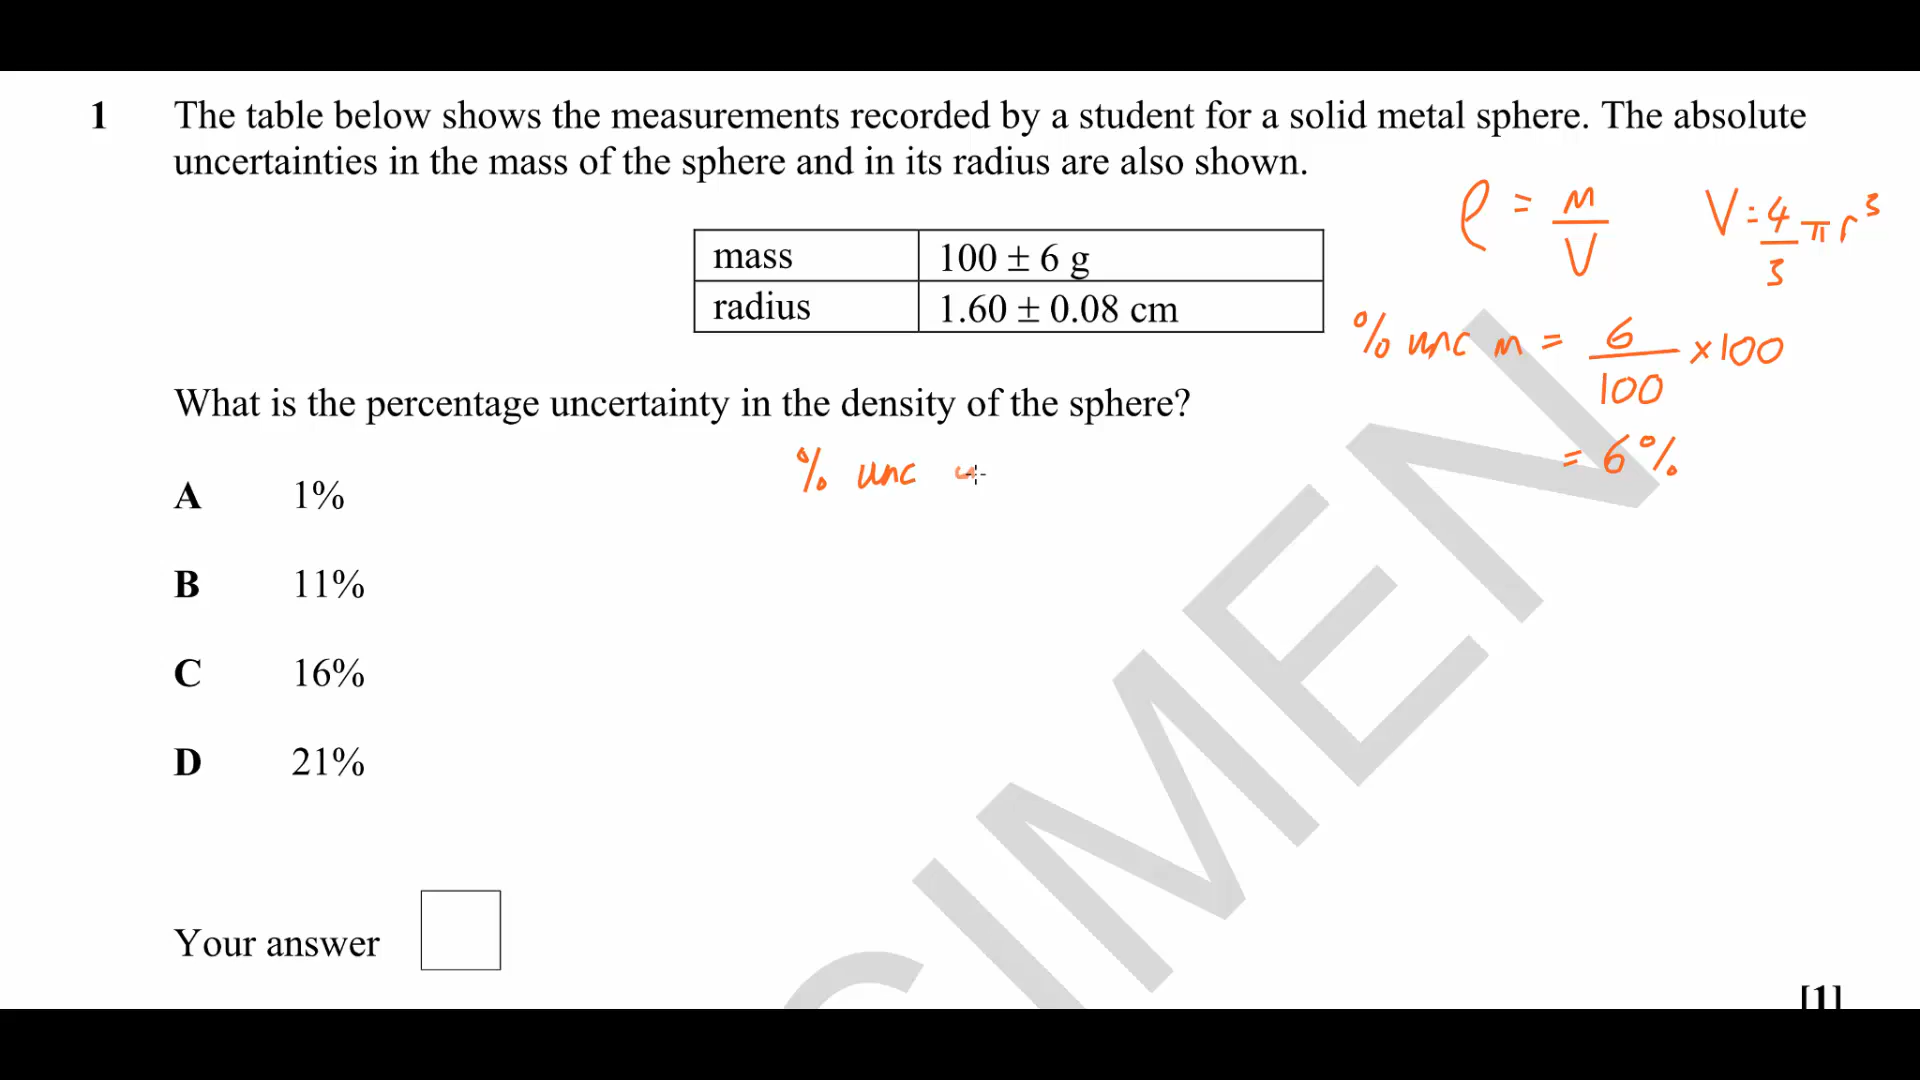 1 The table below shows the measurements recorded by a student for a solid metal sphere. The absolute
uncertainties in the mass of the sphere and in its radius are also shown.
ρ = m/V V = 4/3 πr³
mass 100 ± 6 g
radius 1.60 ± 0.08 cm
% unc m = 6/100 × 100
= 6%
What is the percentage uncertainty in the density of the sphere?
% unc
A 1%
B 11%
C 16%
D 21%
Your answer
[1]
CIMEN